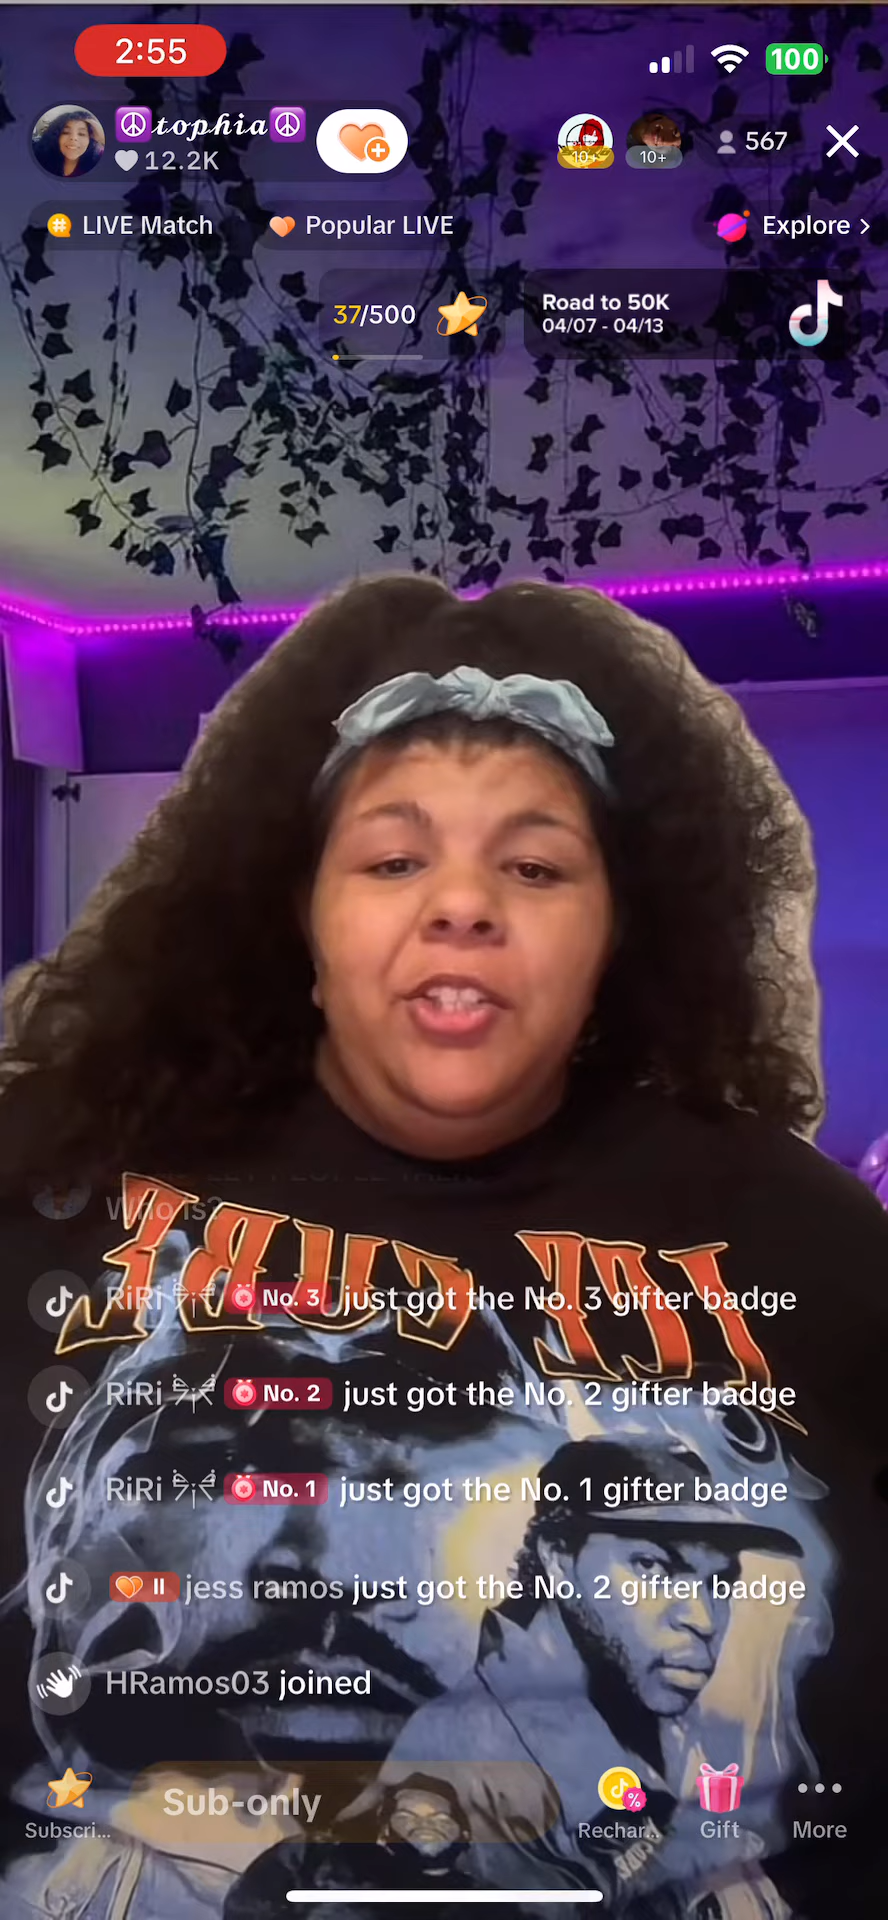 2:55
100
☮️𝓽𝓸𝓹𝓱𝓲𝓪☮️
12.2K
10+
10+
567
LIVE Match
Popular LIVE
Explore >
37/500
Road to 50K
04/07 - 04/13
Who is?
ICE CUBE
RiRi No. 3 just got the No. 3 gifter badge
RiRi No. 2 just got the No. 2 gifter badge
RiRi No. 1 just got the No. 1 gifter badge
II jess ramos just got the No. 2 gifter badge
HRamos03 joined
Sub-only
Subscri...
Rechar...
Gift
More